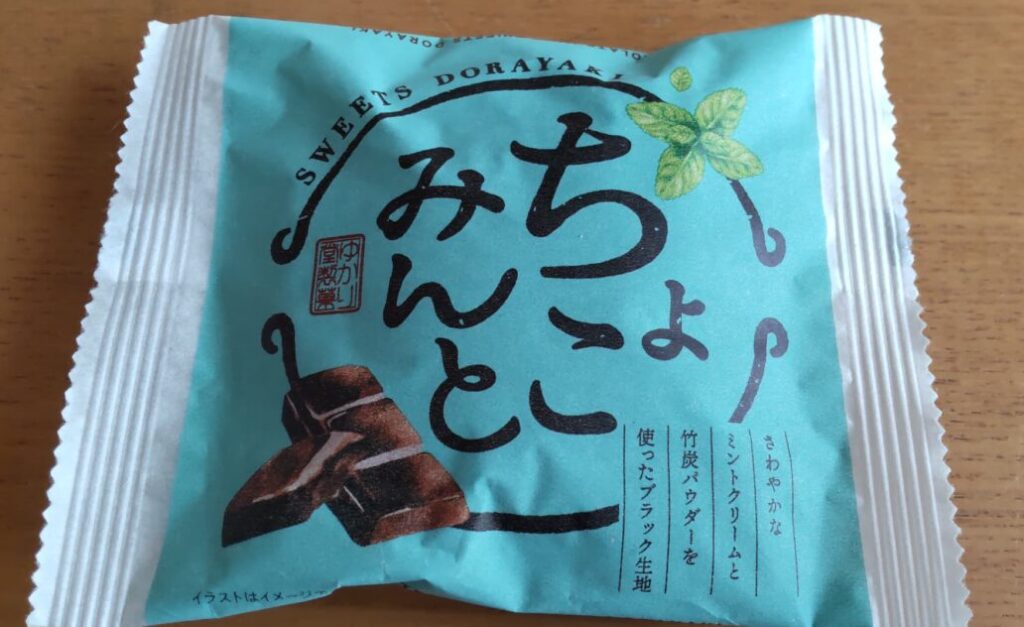 SWEETS DORAYAKI
ちょこ
みんと
ゆかり
堂製菓
さわやかな
ミントクリームと
竹炭パウダーを
使ったブラック生地
イラストはイメージ